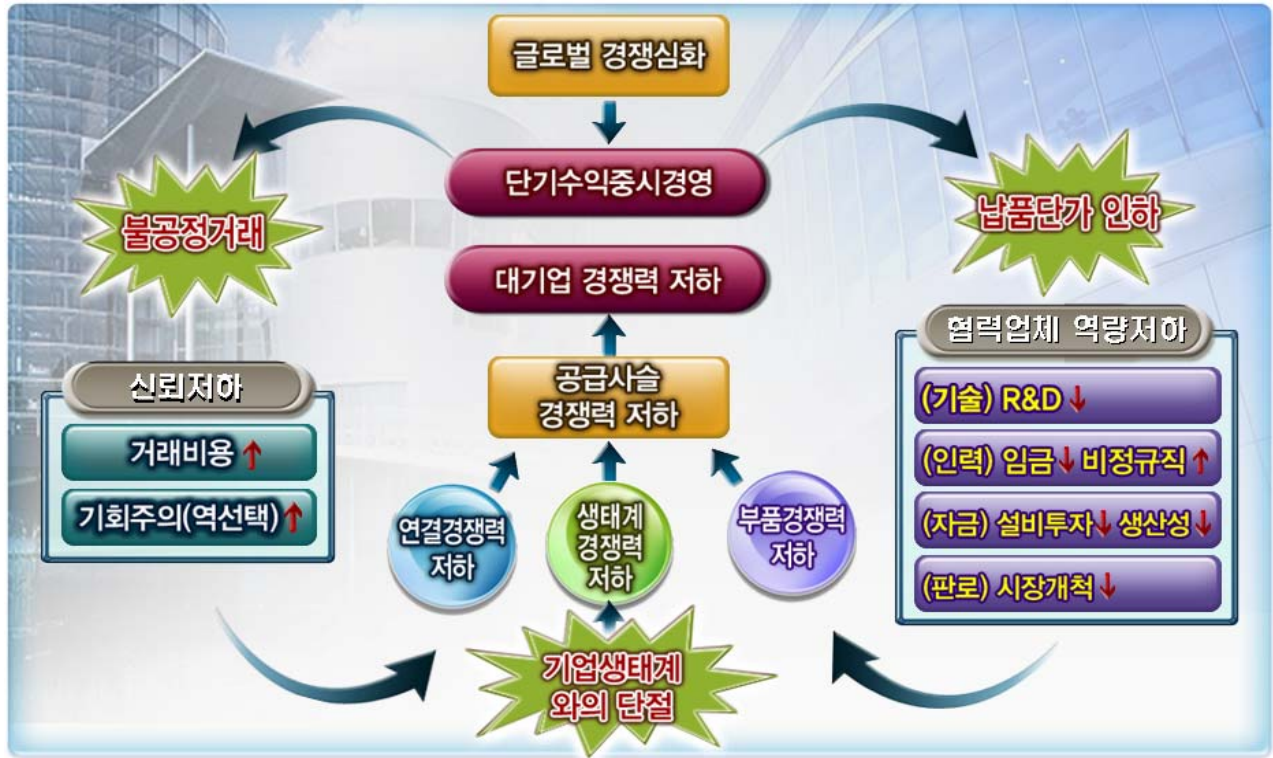 글로벌 경쟁심화
단기수익중시경영
불공정거래
납품단가 인하
대기업 경쟁력 저하
협력업체 역량저하
신뢰저하
공급사슬
경쟁력 저하
(기술) R&D↓
거래비용↑
(인력) 임금↓ 비정규직↑
기회주의(역선택)↑
연결경쟁력
저하
생태계
경쟁력
저하
부품경쟁력
저하
(자금) 설비투자↓ 생산성↓
(판로) 시장개척↓
기업생태계
와의 단절